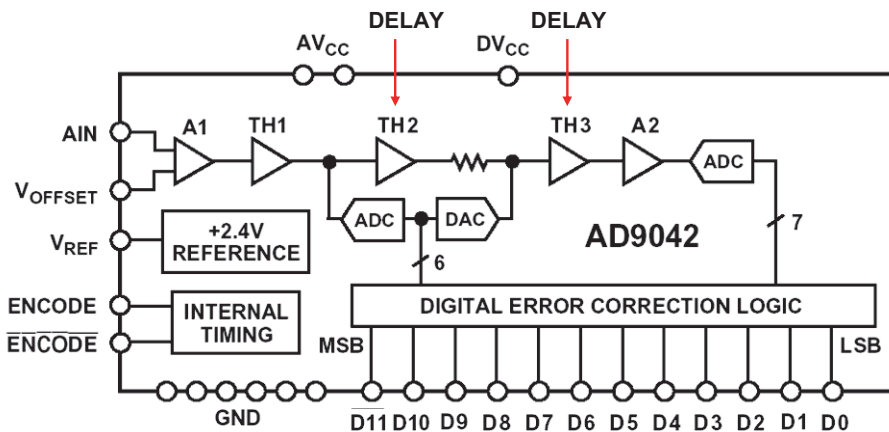 DELAY DELAY
AVCC DVCC
AIN A1 TH1 TH2 TH3 A2 ADC
VOFFSET
ADC DAC
VREF +2.4V REFERENCE
AD9042
6 7
ENCODE INTERNAL TIMING
ENCODE
DIGITAL ERROR CORRECTION LOGIC
MSB LSB
GND D11 D10 D9 D8 D7 D6 D5 D4 D3 D2 D1 D0